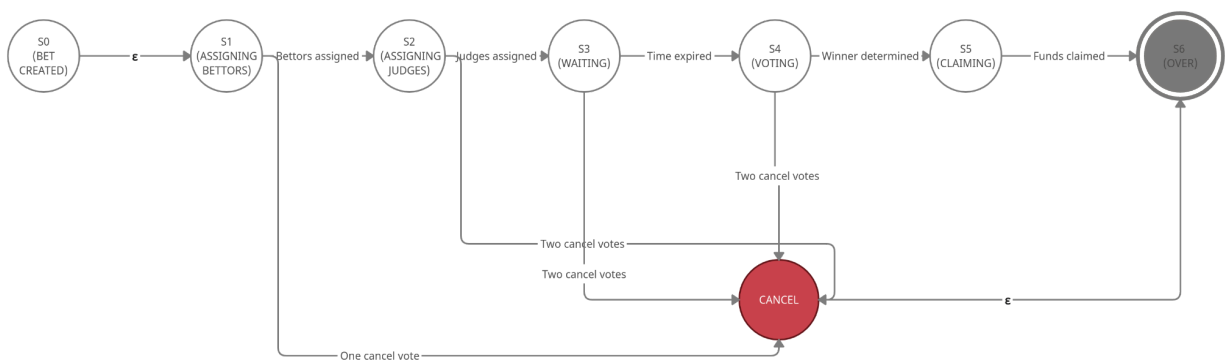 S0
(BET
CREATED)
ε
S1
(ASSIGNING
BETTORS)
Bettors assigned
S2
(ASSIGNING
JUDGES)
Judges assigned
S3
(WAITING)
Time expired
S4
(VOTING)
Winner determined
S5
(CLAIMING)
Funds claimed
S6
(OVER)
Two cancel votes
Two cancel votes
Two cancel votes
CANCEL
ε
One cancel vote